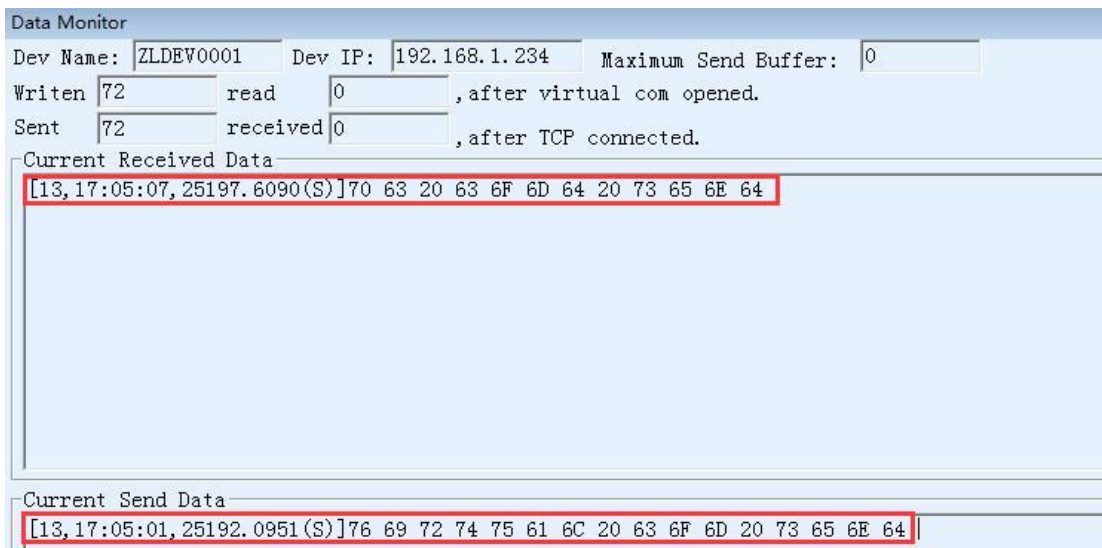 Data Monitor
Dev Name: ZLDEV0001 Dev IP: 192.168.1.234 Maximum Send Buffer: 0
Writen 72 read 0 ,after virtual com opened.
Sent 72 received 0 ,after TCP connected.
Current Received Data
[13,17:05:07,25197.6090(S)]70 63 20 63 6F 6D 64 20 73 65 6E 64
Current Send Data
[13,17:05:01,25192.0951(S)]76 69 72 74 75 61 6C 20 63 6F 6D 20 73 65 6E 64